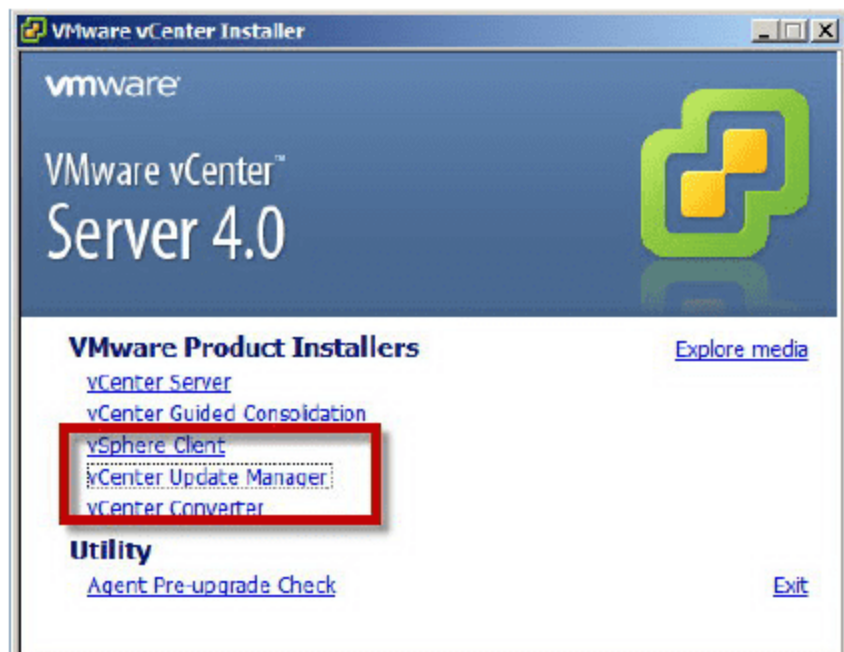 VMware vCenter Installer
vmware
VMware vCenter™
Server 4.0
VMware Product Installers
Explore media
vCenter Server
vCenter Guided Consolidation
vSphere Client
vCenter Update Manager
vCenter Converter
Utility
Agent Pre-upgrade Check
Exit